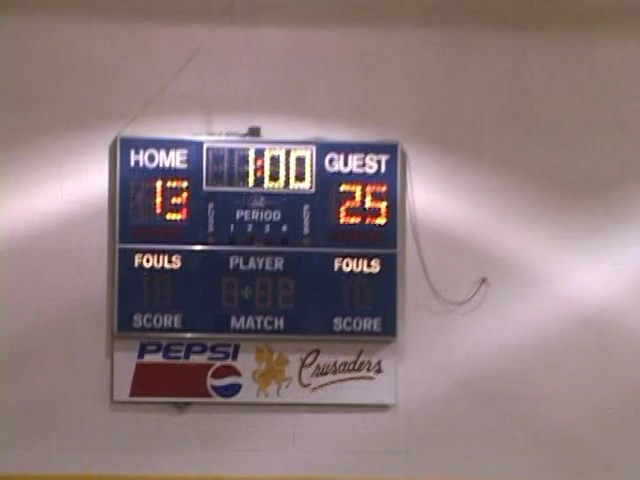 HOME 1:00 GUEST
13 25
PERIOD
1 2 3 4
FOULS PLAYER FOULS
SCORE MATCH SCORE
PEPSI Crusaders